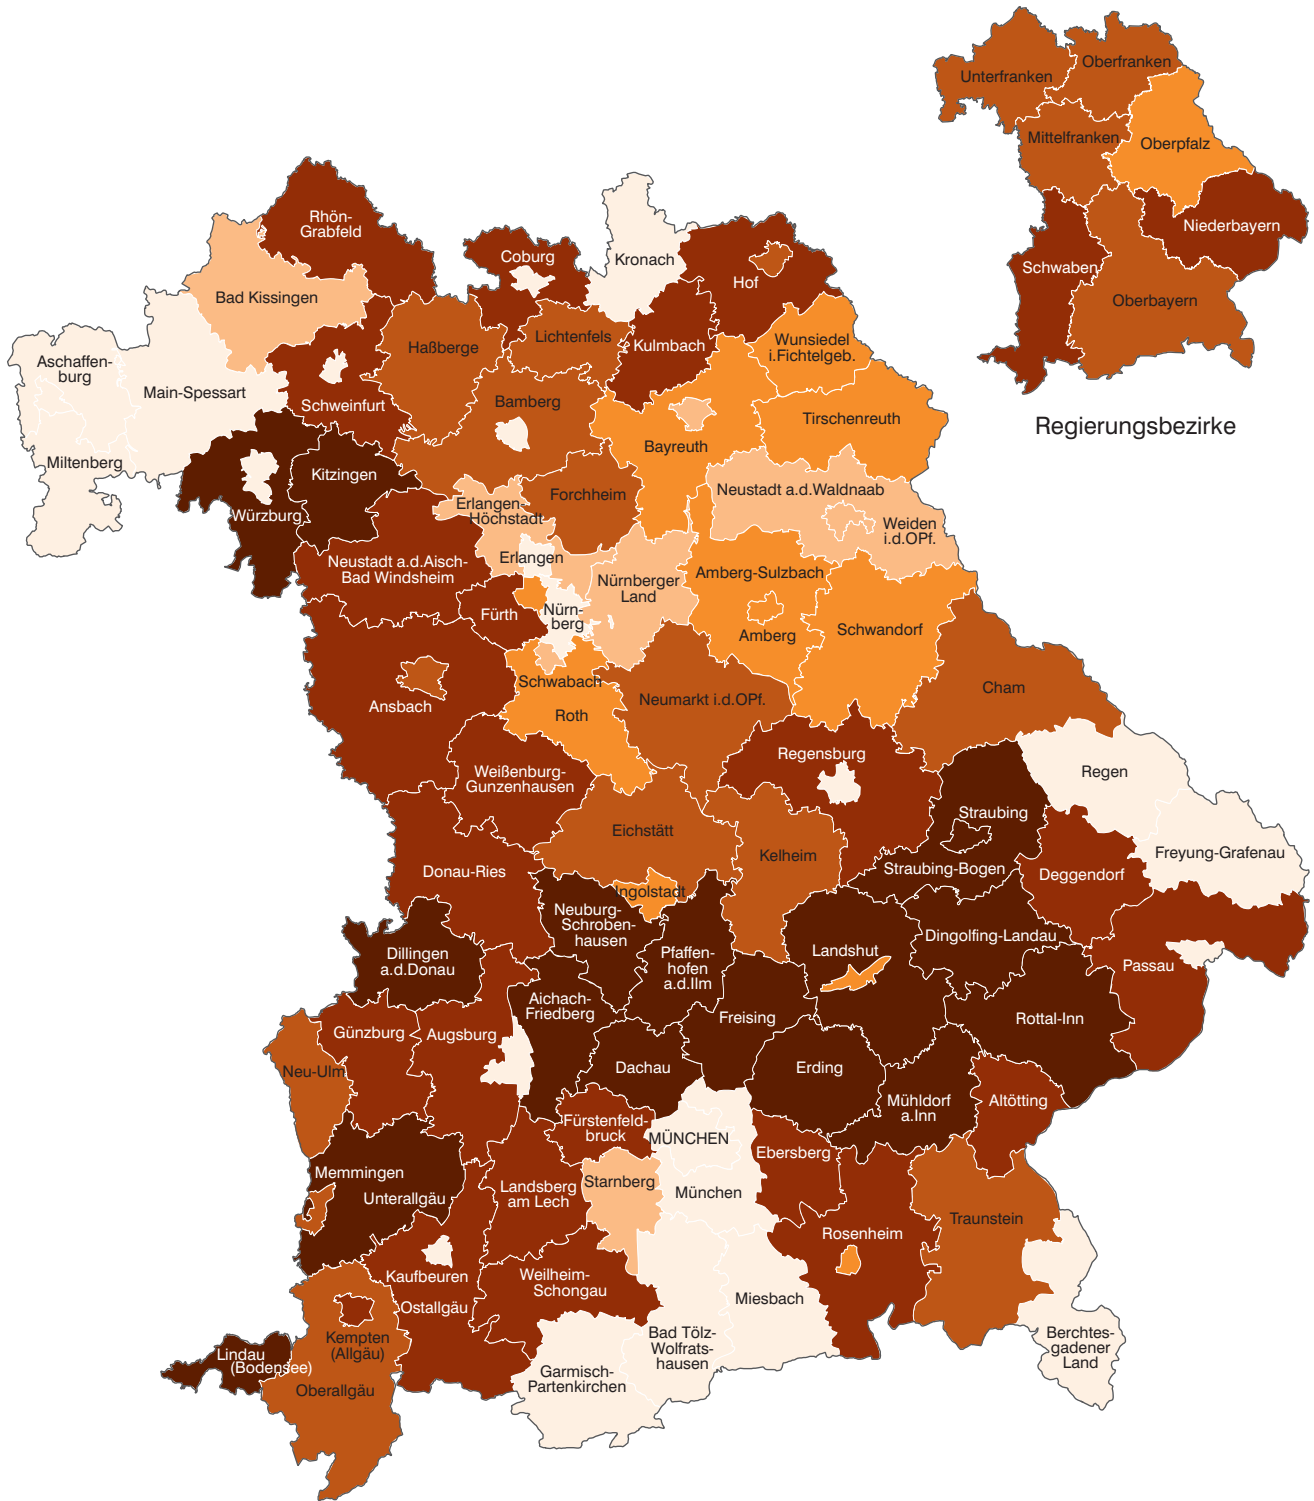 Unterfranken
Oberfranken
Mittelfranken
Oberpfalz
Niederbayern
Schwaben
Oberbayern
Regierungsbezirke
Rhön-
Grabfeld
Coburg
Kronach
Hof
Bad Kissingen
Lichtenfels
Haßberge
Kulmbach
Wunsiedel
i.Fichtelgeb.
Aschaffen-
burg
Main-Spessart
Schweinfurt
Bamberg
Bayreuth
Tirschenreuth
Miltenberg
Kitzingen
Würzburg
Erlangen-
Höchstadt
Forchheim
Neustadt a.d.Waldnaab
Weiden
i.d.OPf.
Neustadt a.d.Aisch-
Bad Windsheim
Erlangen
Nürnberger
Land
Amberg-Sulzbach
Fürth
Nürn-
berg
Amberg
Schwandorf
Ansbach
Schwabach
Roth
Neumarkt i.d.OPf.
Cham
Weißenburg-
Gunzenhausen
Regensburg
Regen
Eichstätt
Kelheim
Straubing
Straubing-Bogen
Freyung-Grafenau
Deggendorf
Donau-Ries
Ingolstadt
Neuburg-
Schroben-
hausen
Dillingen
a.d.Donau
Pfaffen-
hofen
a.d.Ilm
Landshut
Dingolfing-Landau
Passau
Aichach-
Friedberg
Freising
Rottal-Inn
Günzburg
Augsburg
Neu-Ulm
Dachau
Erding
Mühldorf
a.Inn
Altötting
Fürstenfeld-
bruck
MÜNCHEN
Ebersberg
Memmingen
Unterallgäu
Landsberg
am Lech
Starnberg
München
Traunstein
Rosenheim
Kaufbeuren
Ostallgäu
Weilheim-
Schongau
Miesbach
Kempten
(Allgäu)
Bad Tölz-
Wolfrats-
hausen
Berchtes-
gadener
Land
Lindau
(Bodensee)
Oberallgäu
Garmisch-
Partenkirchen